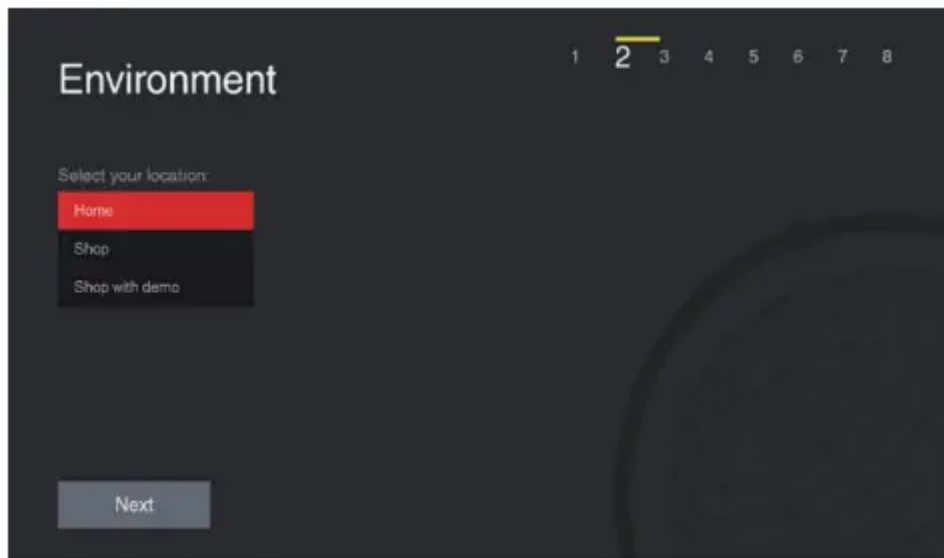 Environment
1 2 3 4 5 6 7 8
Select your location:
Home
Shop
Shop with demo
Next